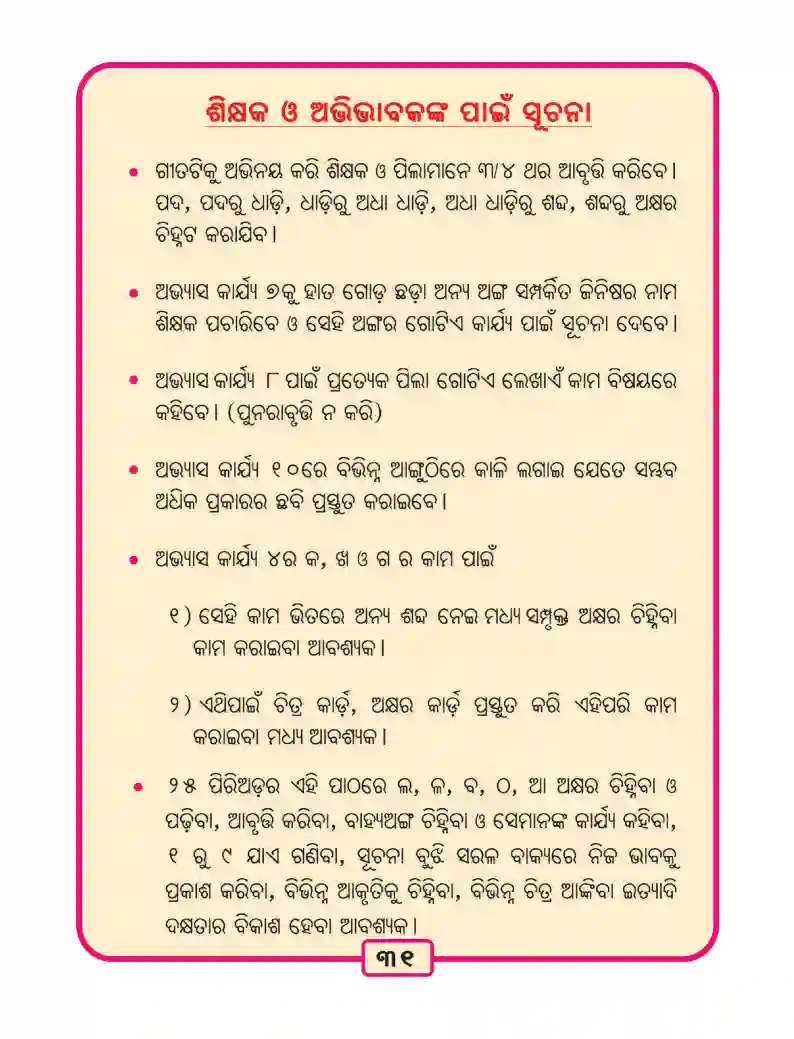 ଶିକ୍ଷକ ଓ ଅଭିଭାବକଙ୍କ ପାଇଁ ସୂଚନା
• ଗୀତଟିକୁ ଅଭିନୟ କରି ଶିକ୍ଷକ ଓ ପିଲାମାନେ ୩/୪ ଥର ଆବୃତ୍ତି କରିବେ।
ପଦ, ପଦରୁ ଧାଡ଼ି, ଧାଡ଼ିରୁ ଅଧା ଧାଡ଼ି, ଅଧା ଧାଡ଼ିରୁ ଶବ୍ଦ, ଶବ୍ଦରୁ ଅକ୍ଷର
ଚିହ୍ନଟ କରାଯିବ।
• ଅଭ୍ୟାସ କାର୍ଯ୍ୟ ୭କୁ ହାତ ଗୋଡ଼ ଛଡ଼ା ଅନ୍ୟ ଅଙ୍ଗ ସମ୍ପର୍କିତ ଜିନିଷର ନାମ
ଶିକ୍ଷକ ପଚାରିବେ ଓ ସେହି ଅଙ୍ଗର ଗୋଟିଏ କାର୍ଯ୍ୟ ପାଇଁ ସୂଚନା ଦେବେ।
• ଅଭ୍ୟାସ କାର୍ଯ୍ୟ ୮ ପାଇଁ ପ୍ରତ୍ୟେକ ପିଲା ଗୋଟିଏ ଲେଖାଏଁ କାମ ବିଷୟରେ
କହିବେ। (ପୁନରାବୃତ୍ତି ନ କରି)
• ଅଭ୍ୟାସ କାର୍ଯ୍ୟ ୧୦ରେ ବିଭିନ୍ନ ଆଙ୍ଗୁଠିରେ କାଳି ଲଗାଇ ଯେତେ ସମ୍ଭବ
ଅଧିକ ପ୍ରକାରର ଛବି ପ୍ରସ୍ତୁତ କରାଇବେ।
• ଅଭ୍ୟାସ କାର୍ଯ୍ୟ ୪ର କ, ଖ ଓ ଗ ର କାମ ପାଇଁ
୧) ସେହି କାମ ଭିତରେ ଅନ୍ୟ ଶବ୍ଦ ନେଇ ମଧ୍ୟ ସମ୍ପୃକ୍ତ ଅକ୍ଷର ଚିହ୍ନିବା
କାମ କରାଇବା ଆବଶ୍ୟକ।
୨) ଏଥିପାଇଁ ଚିତ୍ର କାର୍ଡ଼, ଅକ୍ଷର କାର୍ଡ଼ ପ୍ରସ୍ତୁତ କରି ଏହିପରି କାମ
କରାଇବା ମଧ୍ୟ ଆବଶ୍ୟକ।
• ୨୫ ପିରିଅଡ଼ର ଏହି ପାଠରେ ଲ, ଳ, ବ, ଠ, ଆ ଅକ୍ଷର ଚିହ୍ନିବା ଓ
ପଢ଼ିବା, ଆବୃତ୍ତି କରିବା, ବାହ୍ୟଅଙ୍ଗ ଚିହ୍ନିବା ଓ ସେମାନଙ୍କ କାର୍ଯ୍ୟ କହିବା,
୧ ରୁ ୯ ଯାଏ ଗଣିବା, ସୂଚନା ବୁଝି ସରଳ ବାକ୍ୟରେ ନିଜ ଭାବକୁ
ପ୍ରକାଶ କରିବା, ବିଭିନ୍ନ ଆକୃତିକୁ ଚିହ୍ନିବା, ବିଭିନ୍ନ ଚିତ୍ର ଆଙ୍କିବା ଇତ୍ୟାଦି
ଦକ୍ଷତାର ବିକାଶ ହେବା ଆବଶ୍ୟକ।
୩୧